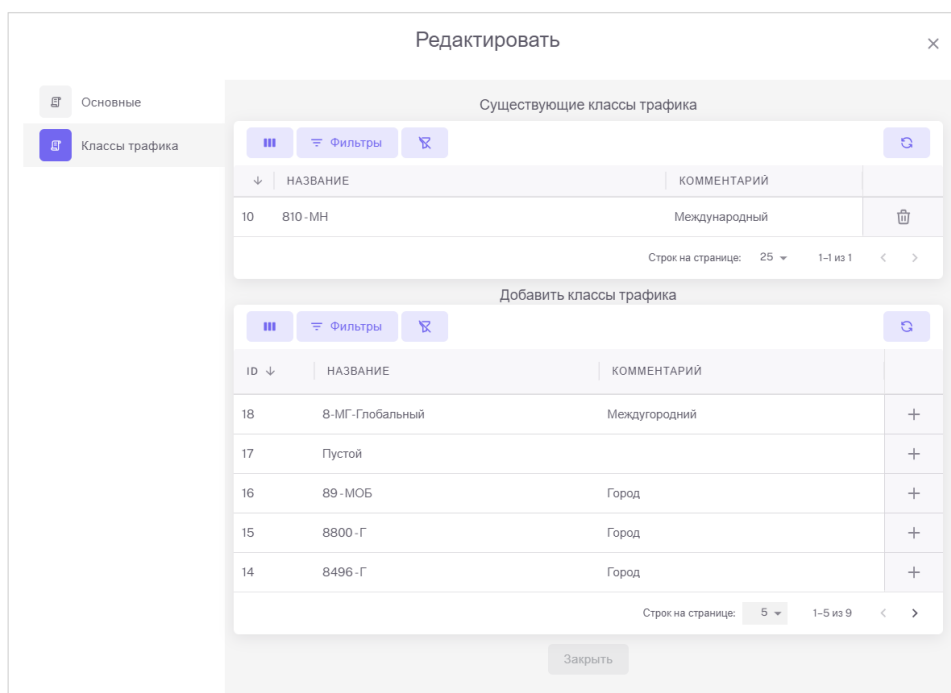 Редактировать
Основные
Классы трафика
Существующие классы трафика
Фильтры
НАЗВАНИЕ КОММЕНТАРИЙ
10 810-МН Международный
Строк на странице: 25 1–1 из 1
Добавить классы трафика
Фильтры
ID НАЗВАНИЕ КОММЕНТАРИЙ
18 8-МГ-Глобальный Междугородний
17 Пустой
16 89-МОБ Город
15 8800-Г Город
14 8496-Г Город
Строк на странице: 5 1–5 из 9
Закрыть